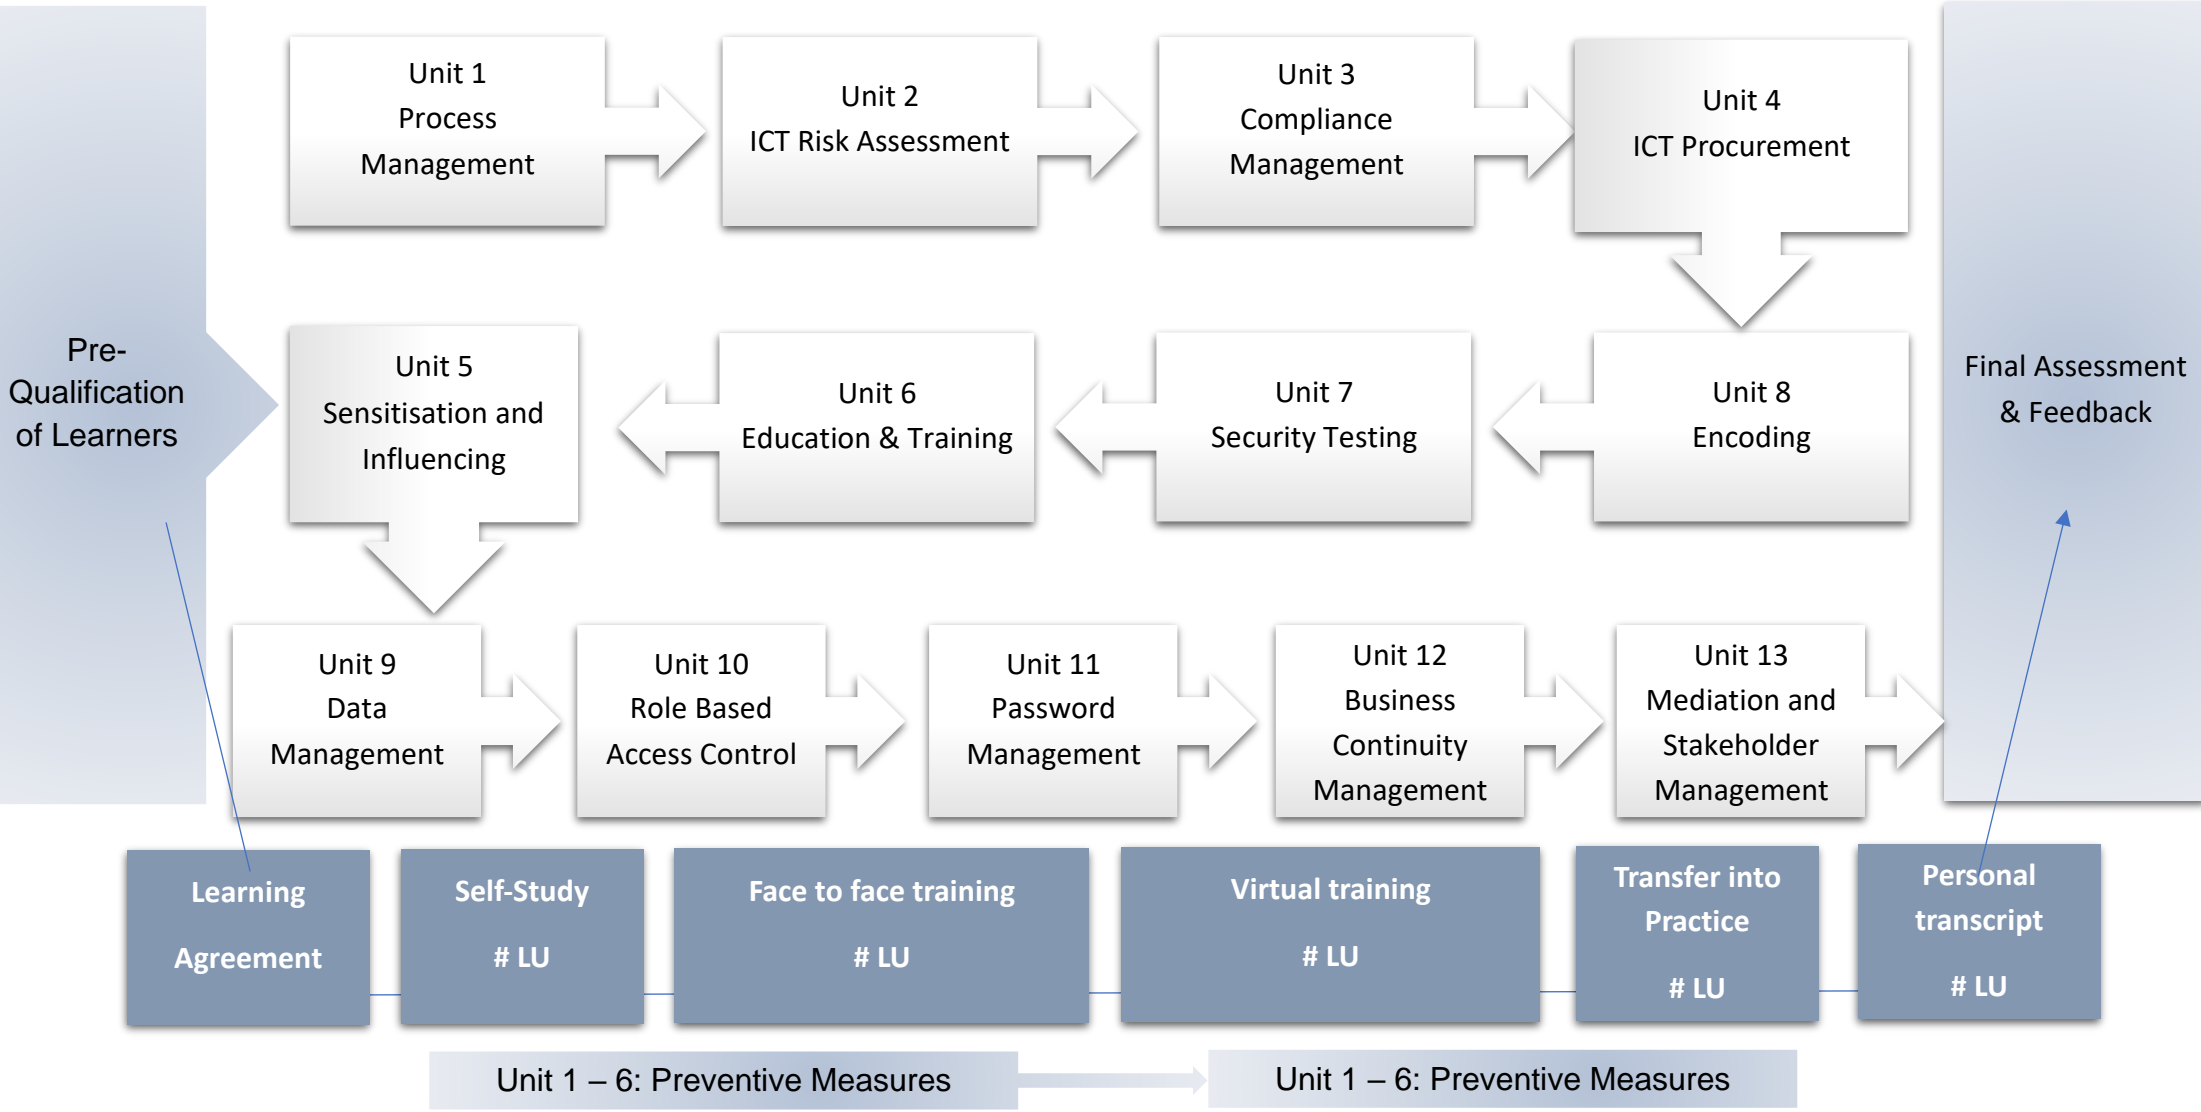 Unit 1
Process
Management
Unit 2
ICT Risk Assessment
Unit 3
Compliance
Management
Unit 4
ICT Procurement
Pre-
Qualification
of Learners
Unit 5
Sensitisation and
Influencing
Unit 6
Education & Training
Unit 7
Security Testing
Unit 8
Encoding
Final Assessment
& Feedback
Unit 9
Data
Management
Unit 10
Role Based
Access Control
Unit 11
Password
Management
Unit 12
Business
Continuity
Management
Unit 13
Mediation and
Stakeholder
Management
Learning
Agreement
Self-Study
# LU
Face to face training
# LU
Virtual training
# LU
Transfer into
Practice
# LU
Personal
transcript
# LU
Unit 1 – 6: Preventive Measures
Unit 1 – 6: Preventive Measures